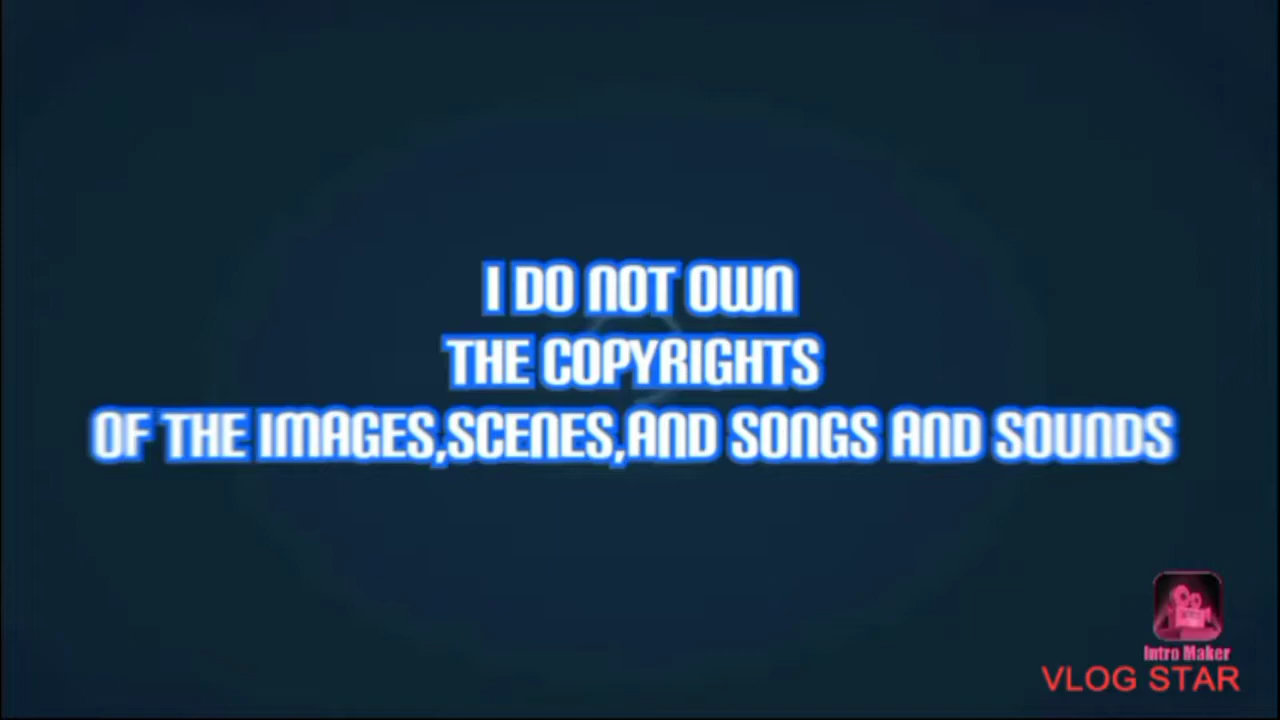 I DO NOT OWN
THE COPYRIGHTS
OF THE IMAGES,SCENES,AND SONGS AND SOUNDS
Intro Maker
VLOG STAR